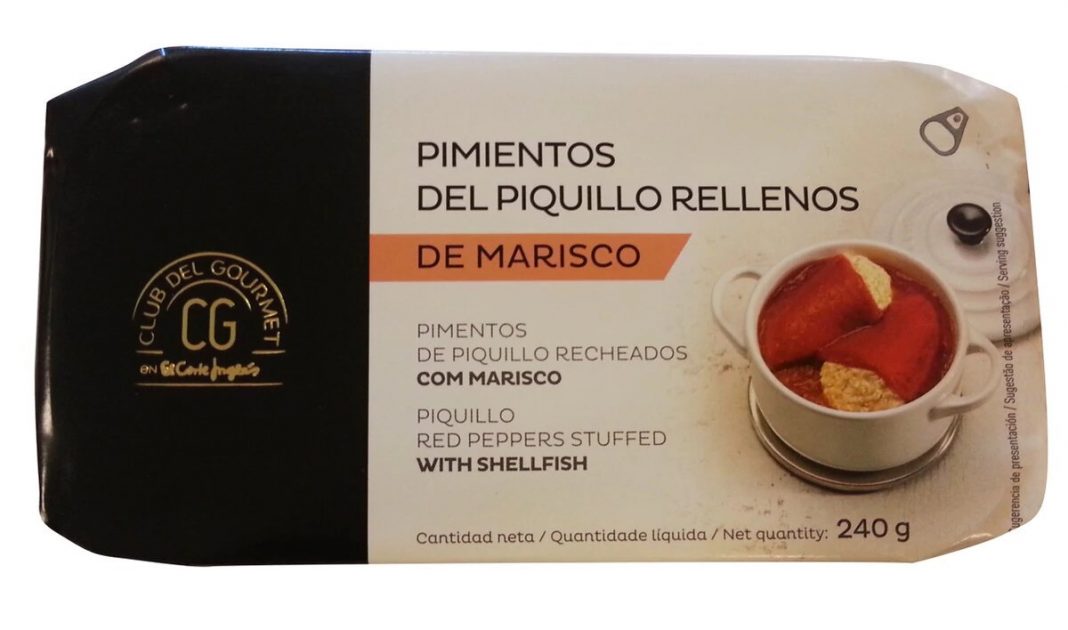 CLUB DEL GOURMET
CG
EN El Corte Inglés
PIMIENTOS
DEL PIQUILLO RELLENOS
DE MARISCO
PIMENTOS
DE PIQUILLO RECHEADOS
COM MARISCO
PIQUILLO
RED PEPPERS STUFFED
WITH SHELLFISH
Cantidad neta / Quantidade líquida / Net quantity: 240 g
ugerencia de presentación / Sugestão de apresentação / Serving suggestion